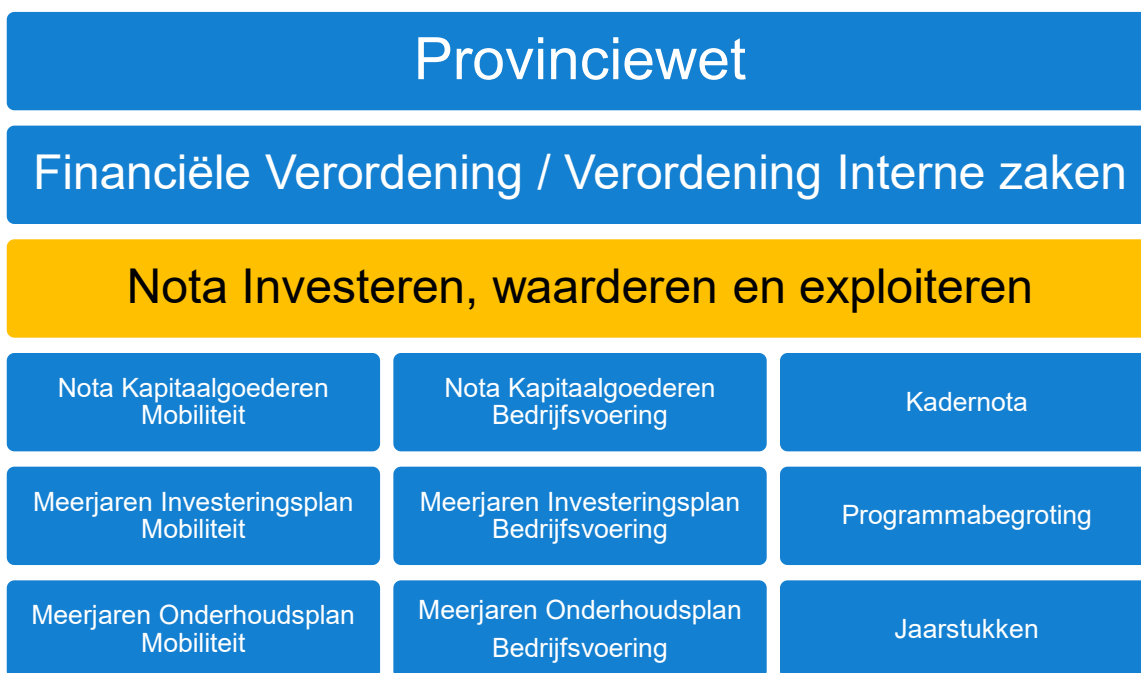 Provinciewet
Financiële Verordening / Verordening Interne zaken
Nota Investeren, waarderen en exploiteren
Nota Kapitaalgoederen
Mobiliteit
Nota Kapitaalgoederen
Bedrijfsvoering
Kadernota
Meerjaren Investeringsplan
Mobiliteit
Meerjaren Investeringsplan
Bedrijfsvoering
Programmabegroting
Meerjaren Onderhoudsplan
Mobiliteit
Meerjaren Onderhoudsplan
Bedrijfsvoering
Jaarstukken